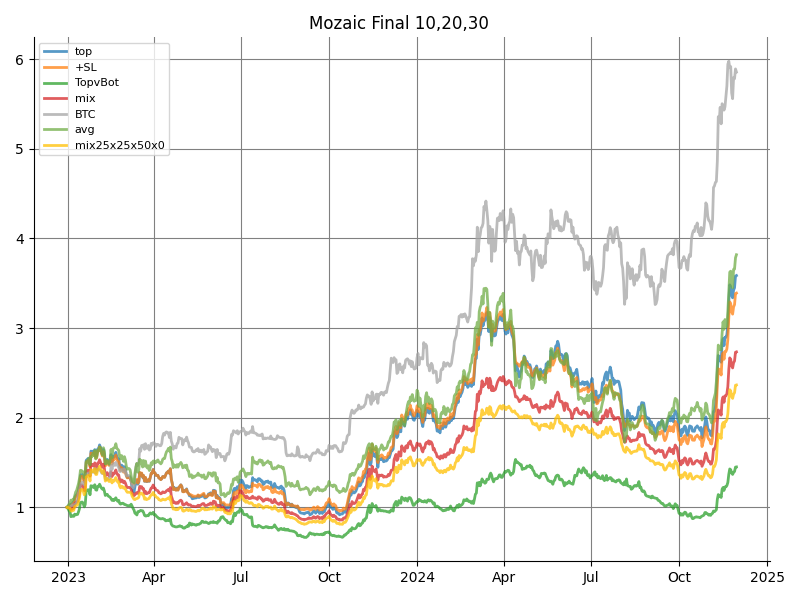 Mozaic Final 10,20,30
top
+SL
TopvBot
mix
BTC
avg
mix25x25x50x0
6
5
4
3
2
1
2023 Apr Jul Oct 2024 Apr Jul Oct 2025